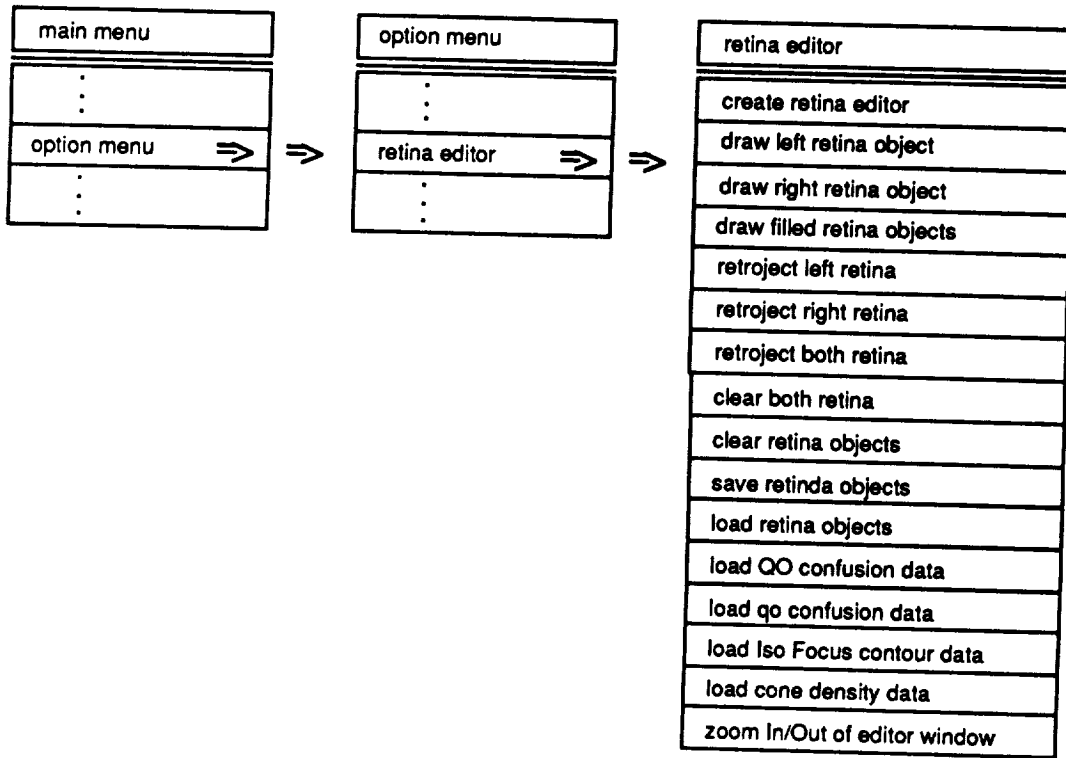 main menu
option menu
option menu
retina editor
retina editor
create retina editor
draw left retina object
draw right retina object
draw filled retina objects
retroject left retina
retroject right retina
retroject both retina
clear both retina
clear retina objects
save retinda objects
load retina objects
load QO confusion data
load qo confusion data
load Iso Focus contour data
load cone density data
zoom In/Out of editor window